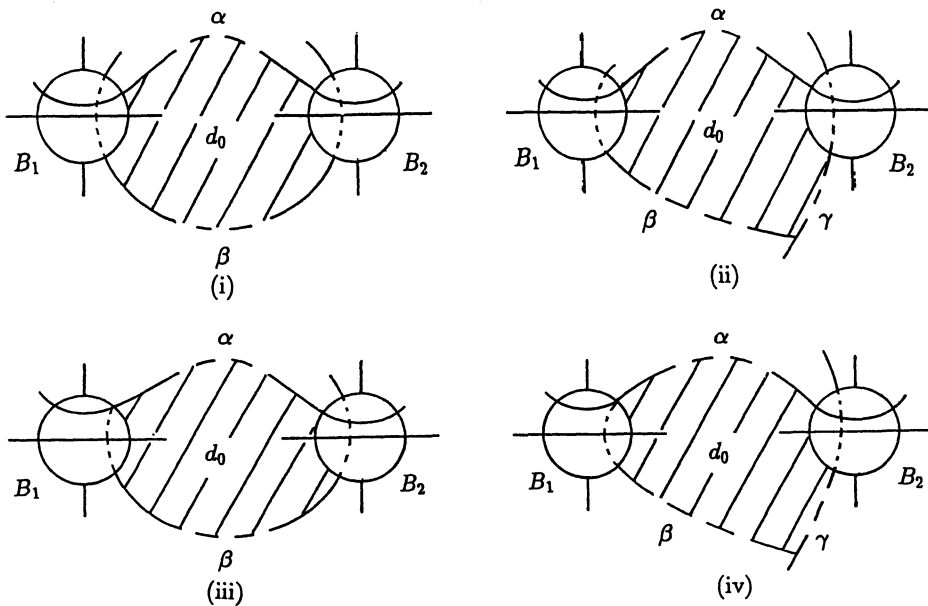 α
d₀
B₁
B₂
β
(i)
α
d₀
B₁
B₂
β
γ
(ii)
α
d₀
B₁
B₂
β
(iii)
α
d₀
B₁
B₂
β
γ
(iv)